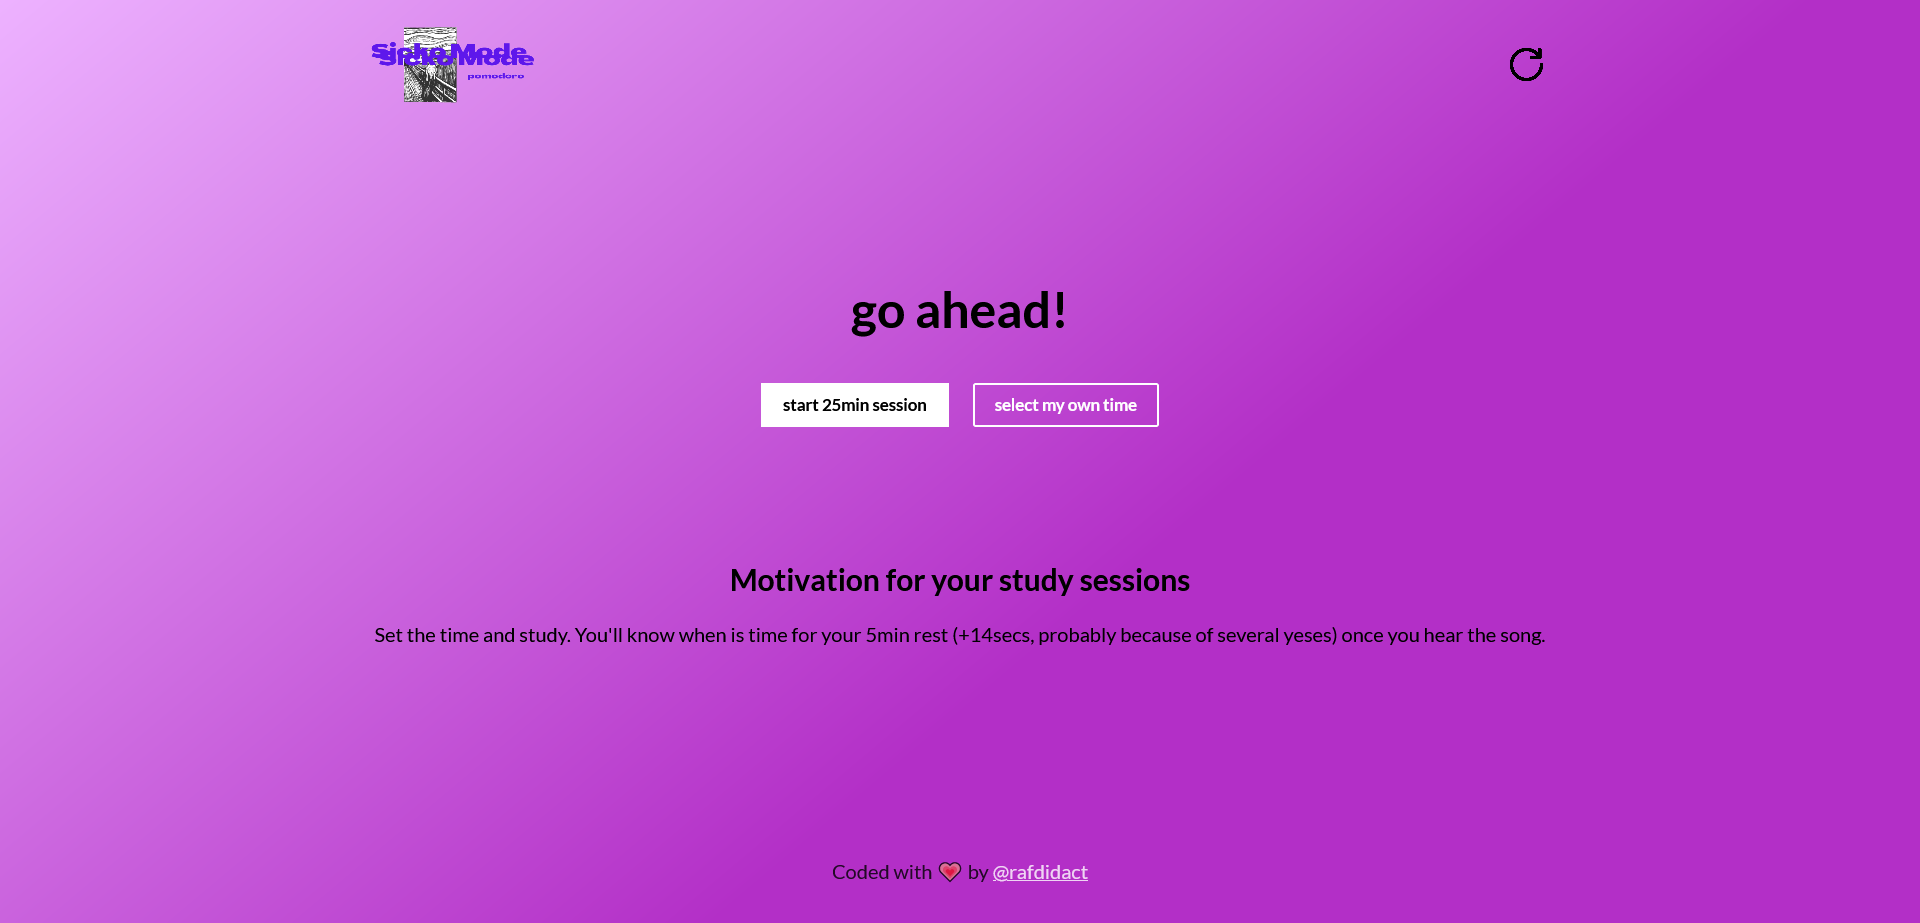 Sicko Mode
Sicko Mode
pomodoro
go ahead!
start 25min session
select my own time
Motivation for your study sessions
Set the time and study. You'll know when is time for your 5min rest (+14secs, probably because of several yeses) once you hear the song.
Coded with by @rafdidact